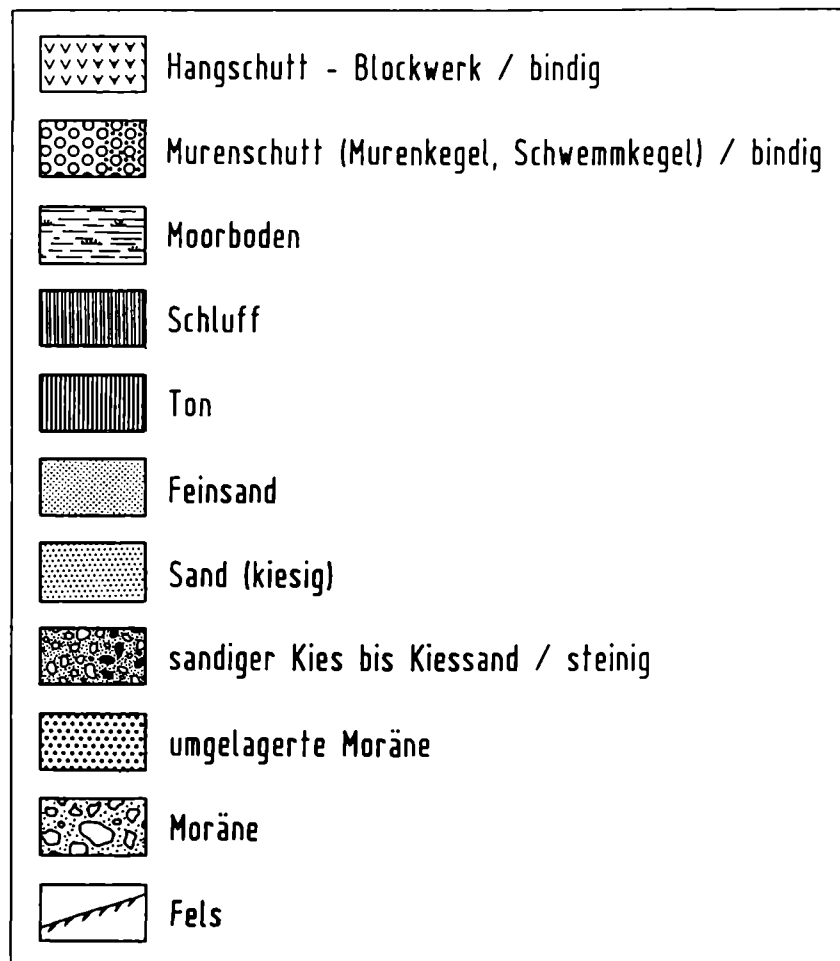 Hangschutt - Blockwerk / bindig
Murenschutt (Murenkegel, Schwemmkegel) / bindig
Moorboden
Schluff
Ton
Feinsand
Sand (kiesig)
sandiger Kies bis Kiessand / steinig
umgelagerte Moräne
Moräne
Fels